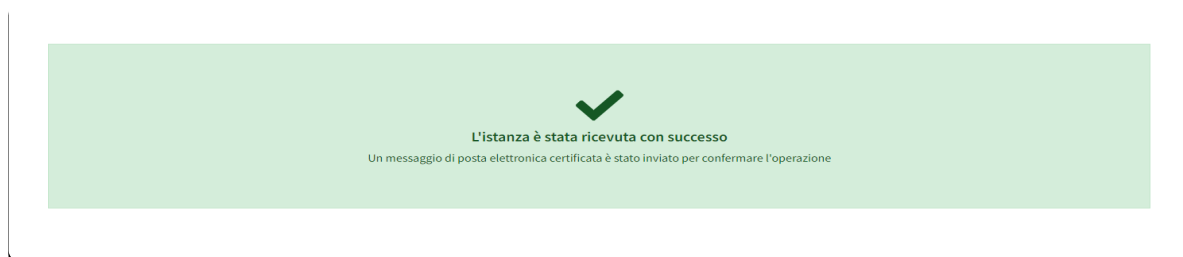 L'istanza è stata ricevuta con successo
Un messaggio di posta elettronica certificata è stato inviato per confermare l'operazione